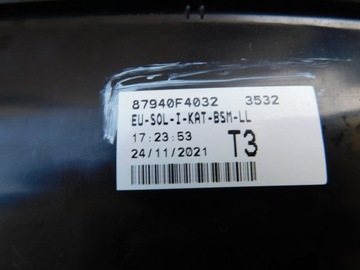 87940F4032 3532
EU-SOL-I-KAT-BSM-LL
17:23:53
24/11/2021 T3